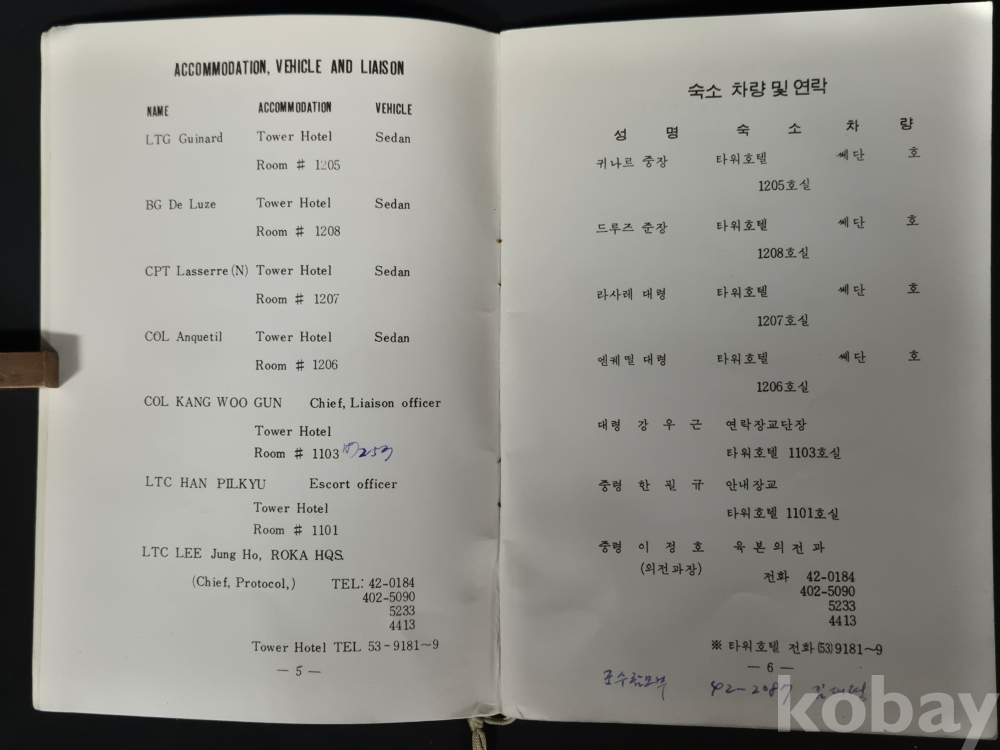 ACCOMMODATION, VEHICLE AND LIAISON
NAME ACCOMMODATION VEHICLE
LTG Guinard Tower Hotel Sedan
Room # 1205
BG De Luze Tower Hotel Sedan
Room # 1208
CPT Lasserre (N) Tower Hotel Sedan
Room # 1207
COL Anquetil Tower Hotel Sedan
Room # 1206
COL KANG WOO GUN Chief, Liaison officer
Tower Hotel
Room # 1103
LTC HAN PILKYU Escort officer
Tower Hotel
Room # 1101
LTC LEE Jung Ho, ROKA HQS.
(Chief, Protocol,) TEL: 42-0184
402-5090
5233
4413
Tower Hotel TEL 53-9181~9
— 5 —
숙소 차량 및 연락
성 명 숙 소 차 량
귀나르 중장 타워호텔 쎄단 호
1205호실
드루즈 준장 타워호텔 쎄단 호
1208호실
라사레 대령 타워호텔 쎄단 호
1207호실
엔케띨 대령 타워호텔 쎄단 호
1206호실
대령 강 우 근 연락장교단장
타워호텔 1103호실
중령 한 필 규 안내장교
타워호텔 1101호실
중령 이 정 호 육본의전과
(의전과장) 전화 42-0184
402-5090
5233
4413
※ 타워호텔 전화 (53)9181~9
— 6 —
42-2087
kobay